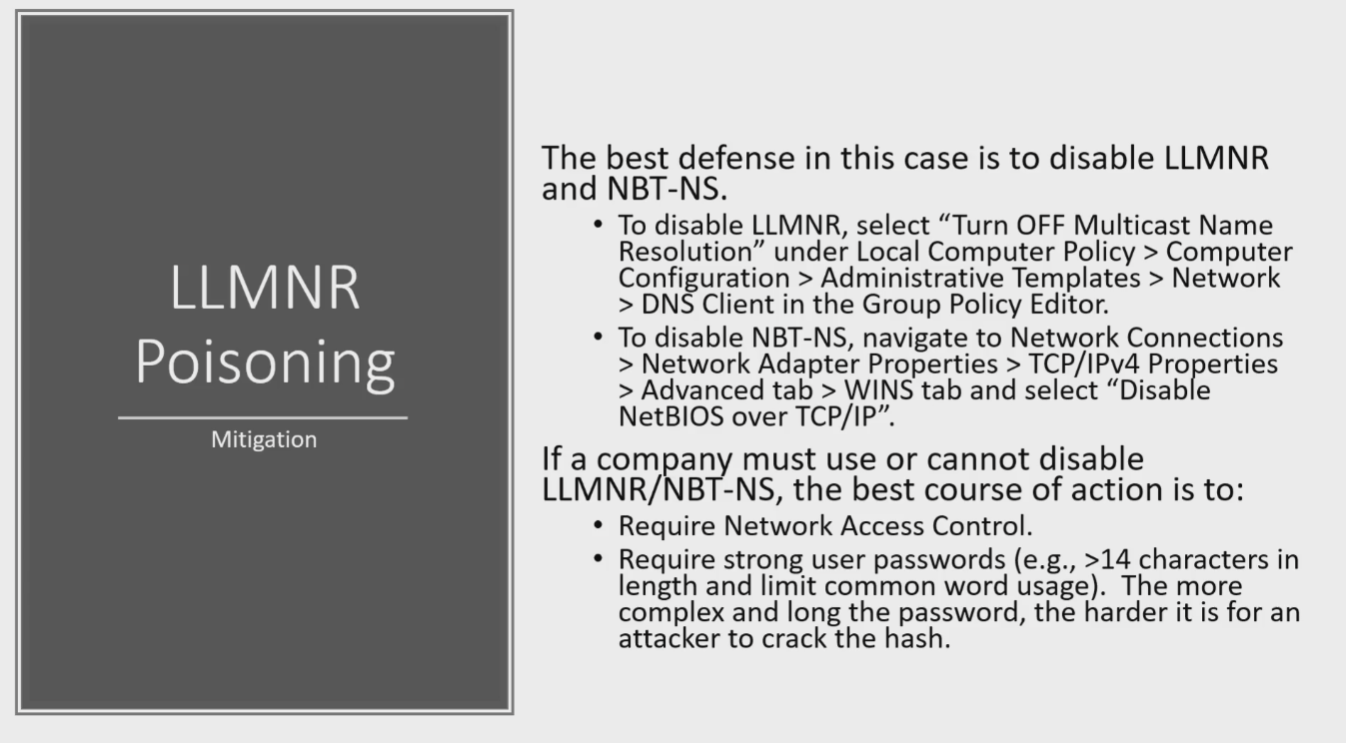 LLMNR
Poisoning
Mitigation
The best defense in this case is to disable LLMNR
and NBT-NS.
• To disable LLMNR, select “Turn OFF Multicast Name
Resolution” under Local Computer Policy > Computer
Configuration > Administrative Templates > Network
> DNS Client in the Group Policy Editor.
• To disable NBT-NS, navigate to Network Connections
> Network Adapter Properties > TCP/IPv4 Properties
> Advanced tab > WINS tab and select “Disable
NetBIOS over TCP/IP”.
If a company must use or cannot disable
LLMNR/NBT-NS, the best course of action is to:
• Require Network Access Control.
• Require strong user passwords (e.g., >14 characters in
length and limit common word usage).  The more
complex and long the password, the harder it is for an
attacker to crack the hash.